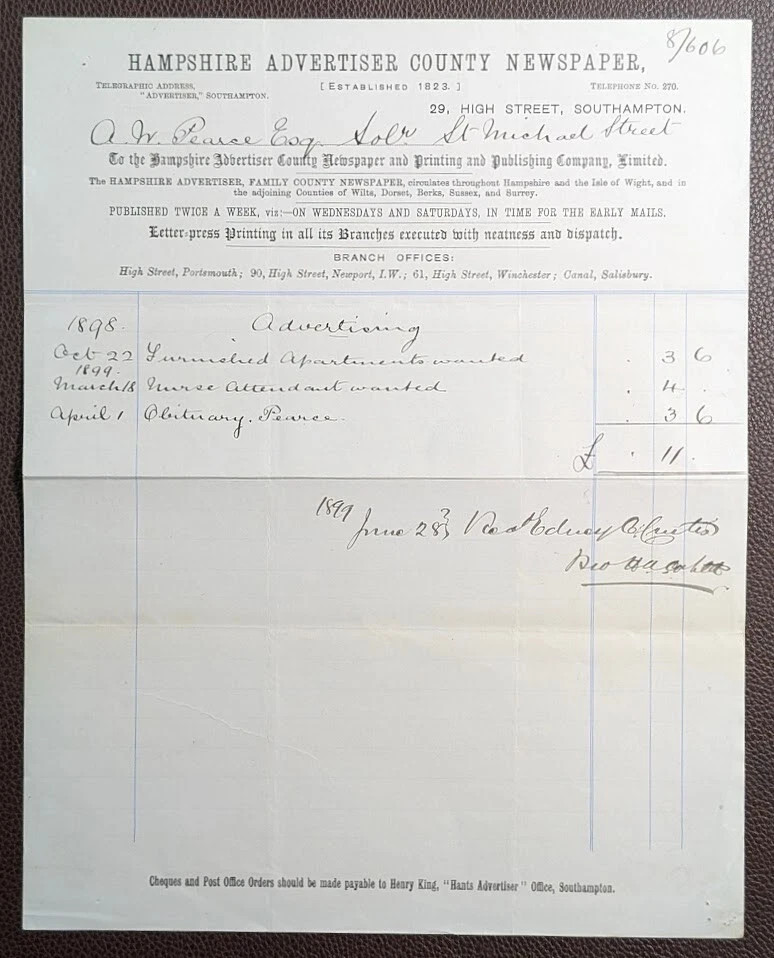 8/606
HAMPSHIRE ADVERTISER COUNTY NEWSPAPER,
TELEGRAPHIC ADDRESS,
"ADVERTISER," SOUTHAMPTON.
[ESTABLISHED 1823.]
TELEPHONE NO. 270.
29, HIGH STREET, SOUTHAMPTON.
A. W. Pearce Esq Solr St Michael Street
To the Hampshire Advertiser County Newspaper and Printing and Publishing Company, Limited.
The HAMPSHIRE ADVERTISER, FAMILY COUNTY NEWSPAPER, circulates throughout Hampshire and the Isle of Wight, and in
the adjoining Counties of Wilts, Dorset, Berks, Sussex, and Surrey.
PUBLISHED TWICE A WEEK, viz:—ON WEDNESDAYS AND SATURDAYS, IN TIME FOR THE EARLY MAILS.
Letter-press Printing in all its Branches executed with neatness and dispatch.
BRANCH OFFICES:
High Street, Portsmouth; 90, High Street, Newport, I.W.; 61, High Street, Winchester; Canal, Salisbury.
1898. Advertising
Oct 22 Furnished Apartments wanted . 3 6
1899.
March 18 Nurse Attendant wanted . 4 .
April 1 Obituary. Pearce. . 3 6
£ . 11 .
1899 June 28
Cheques and Post Office Orders should be made payable to Henry King, "Hants Advertiser" Office, Southampton.